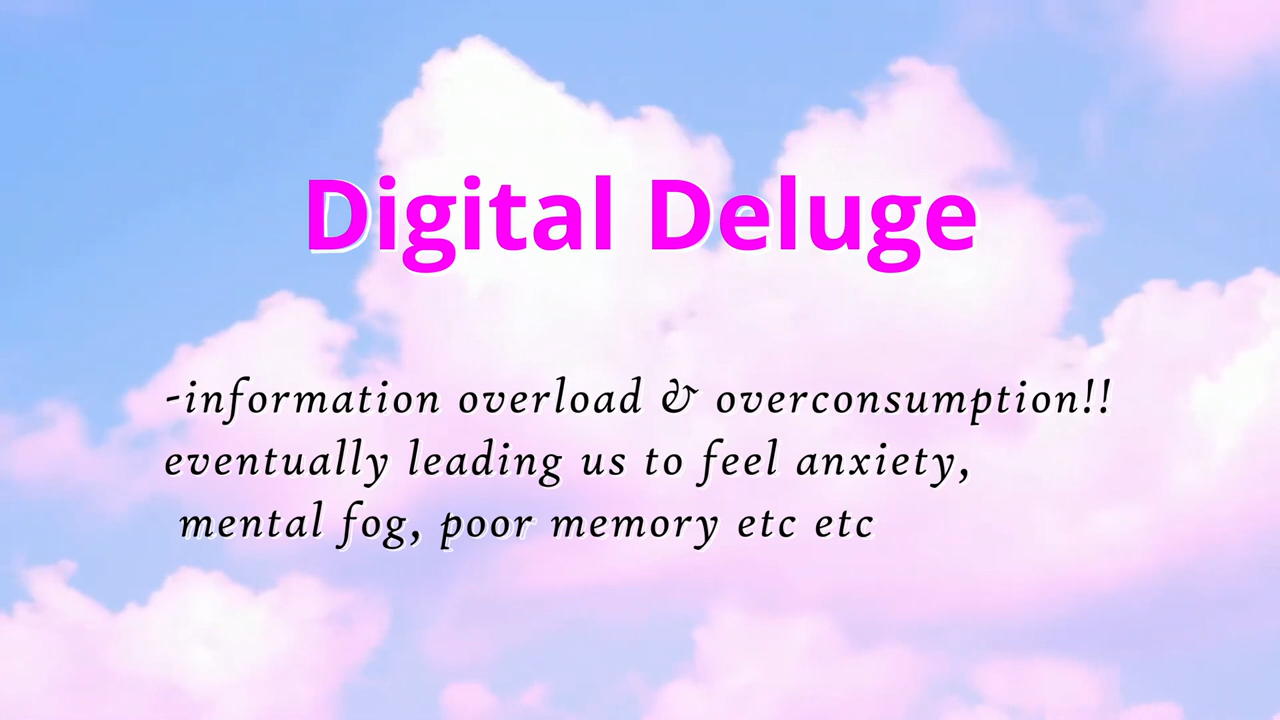 Digital Deluge
-information overload & overconsumption!!
eventually leading us to feel anxiety,
mental fog, poor memory etc etc